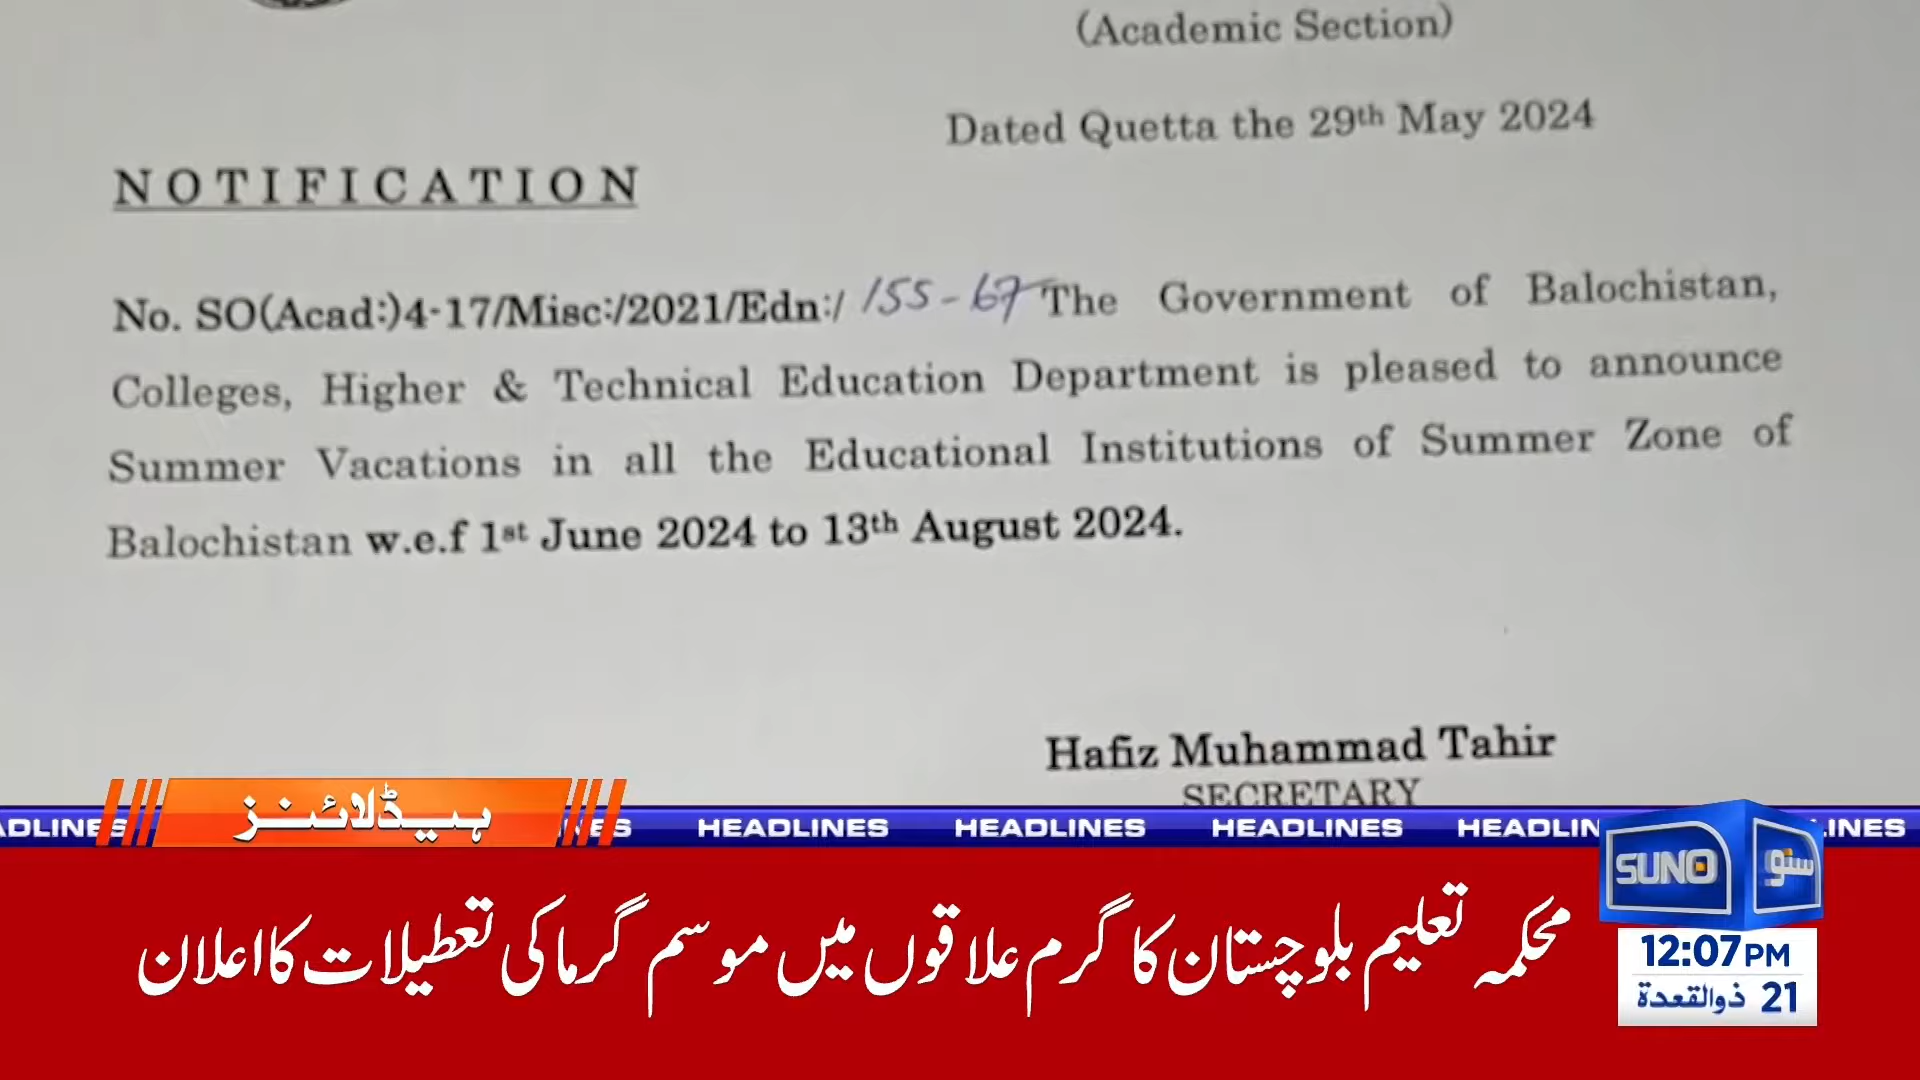 (Academic Section)
Dated Quetta the 29th May 2024
NOTIFICATION
No. SO(Acad:)4-17/Misc:/2021/Edn:/ 155-67 The Government of Balochistan,
Colleges, Higher & Technical Education Department is pleased to announce
Summer Vacations in all the Educational Institutions of Summer Zone of
Balochistan w.e.f 1st June 2024 to 13th August 2024.
Hafiz Muhammad Tahir
SECRETARY
ہیڈلائنز
ADLINES HEADLINES HEADLINES HEADLINES HEADLIN LINES
SUNO سنو
محکمہ تعلیم بلوچستان کا گرم علاقوں میں موسم گرما کی تعطیلات کا اعلان
12:07PM
21 ذوالقعدة